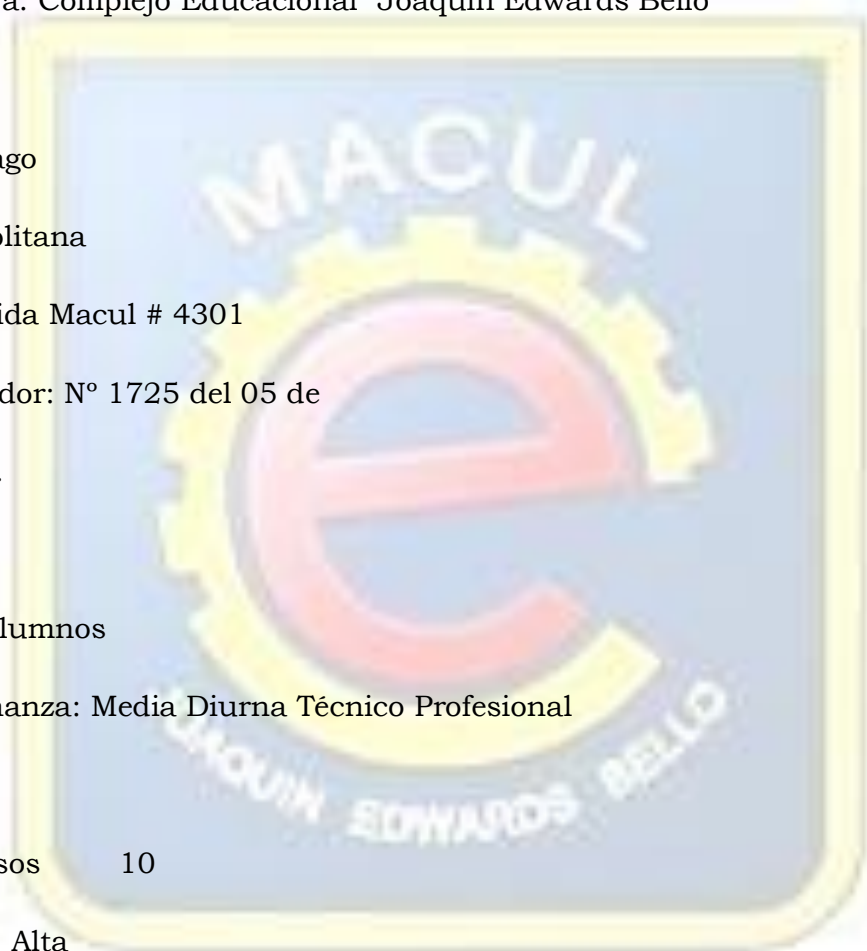 a: Complejo Educacional "Joaquín Edwards Bello"
ago
olitana
ida Macul # 4301
dor: Nº 1725 del 05 de
lumnos
nanza: Media Diurna Técnico Profesional
sos 10
Alta
MACUL
e
JOAQUIN EDWARDS BELLO